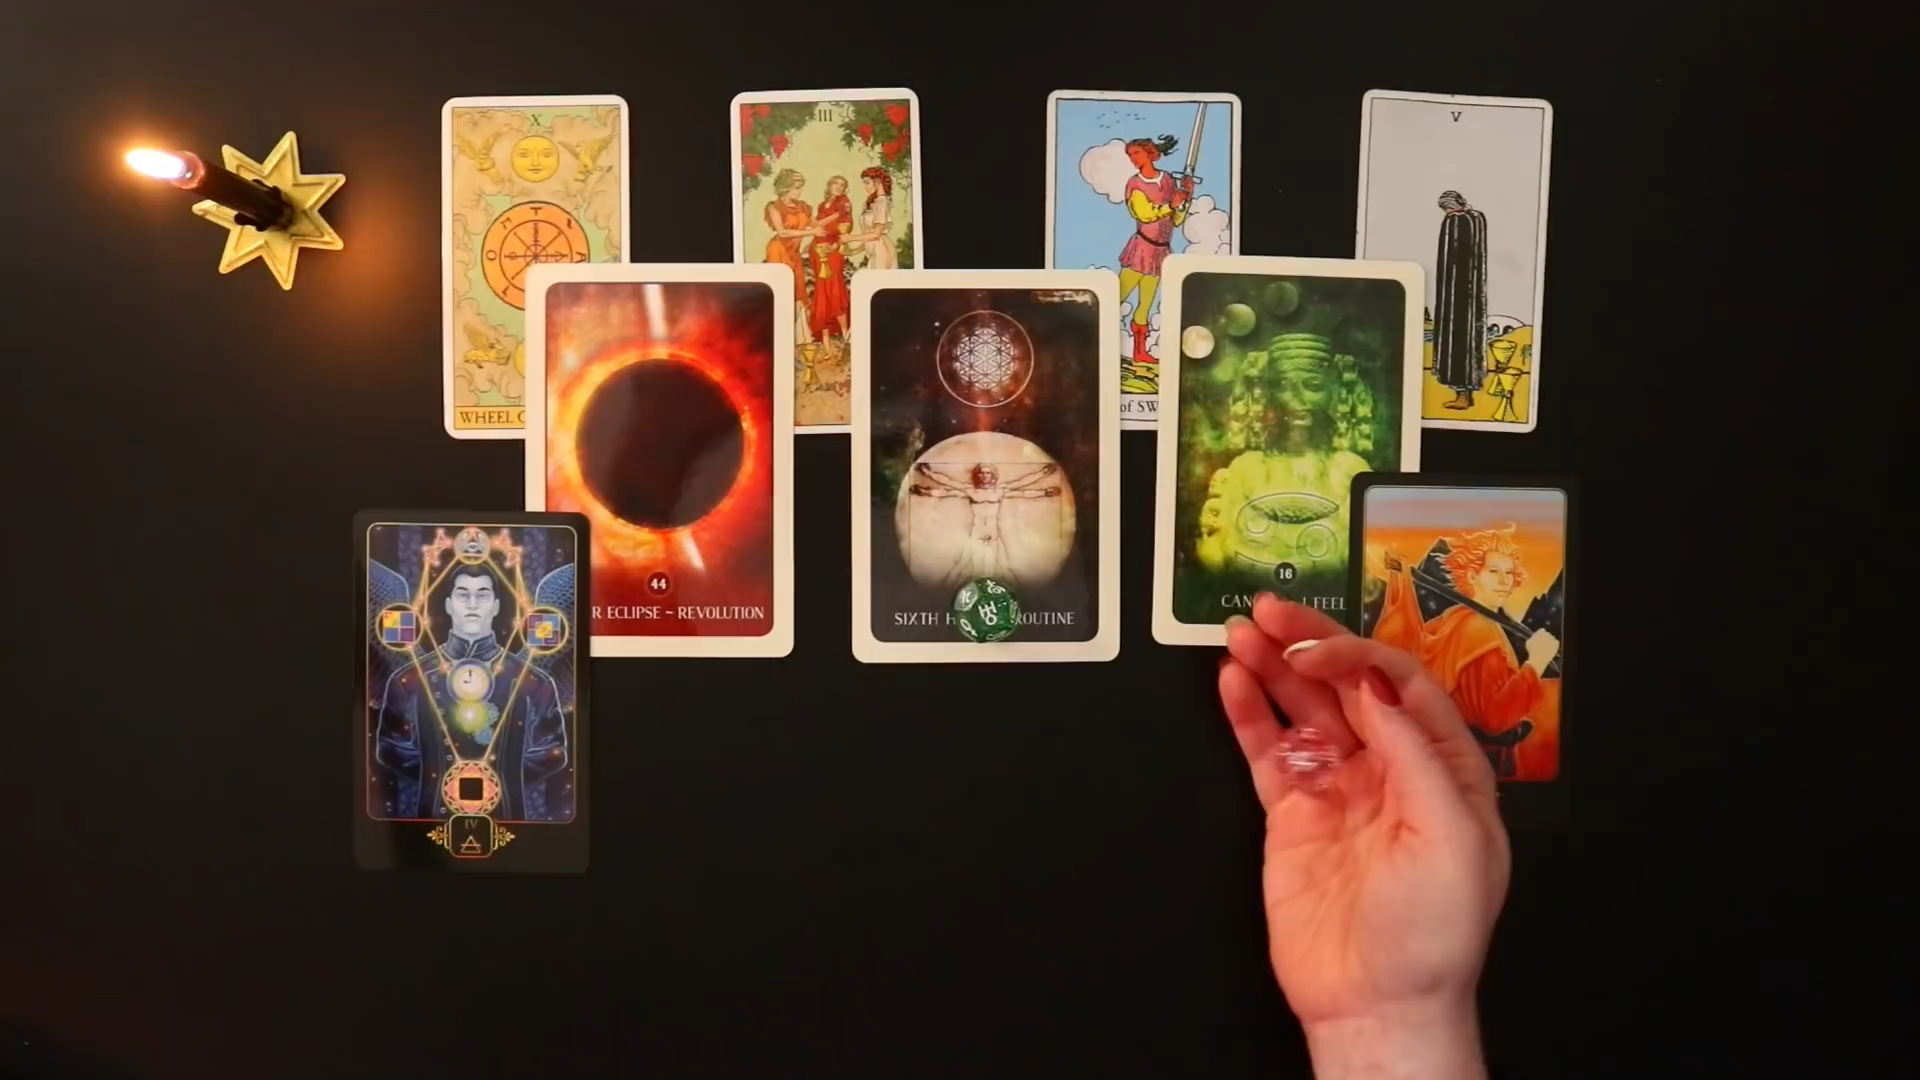 X
III
V
WHEEL
of SW
44
R ECLIPSE ~ REVOLUTION
SIXTH H
ROUTINE
16
CAN
I FEEL
IV